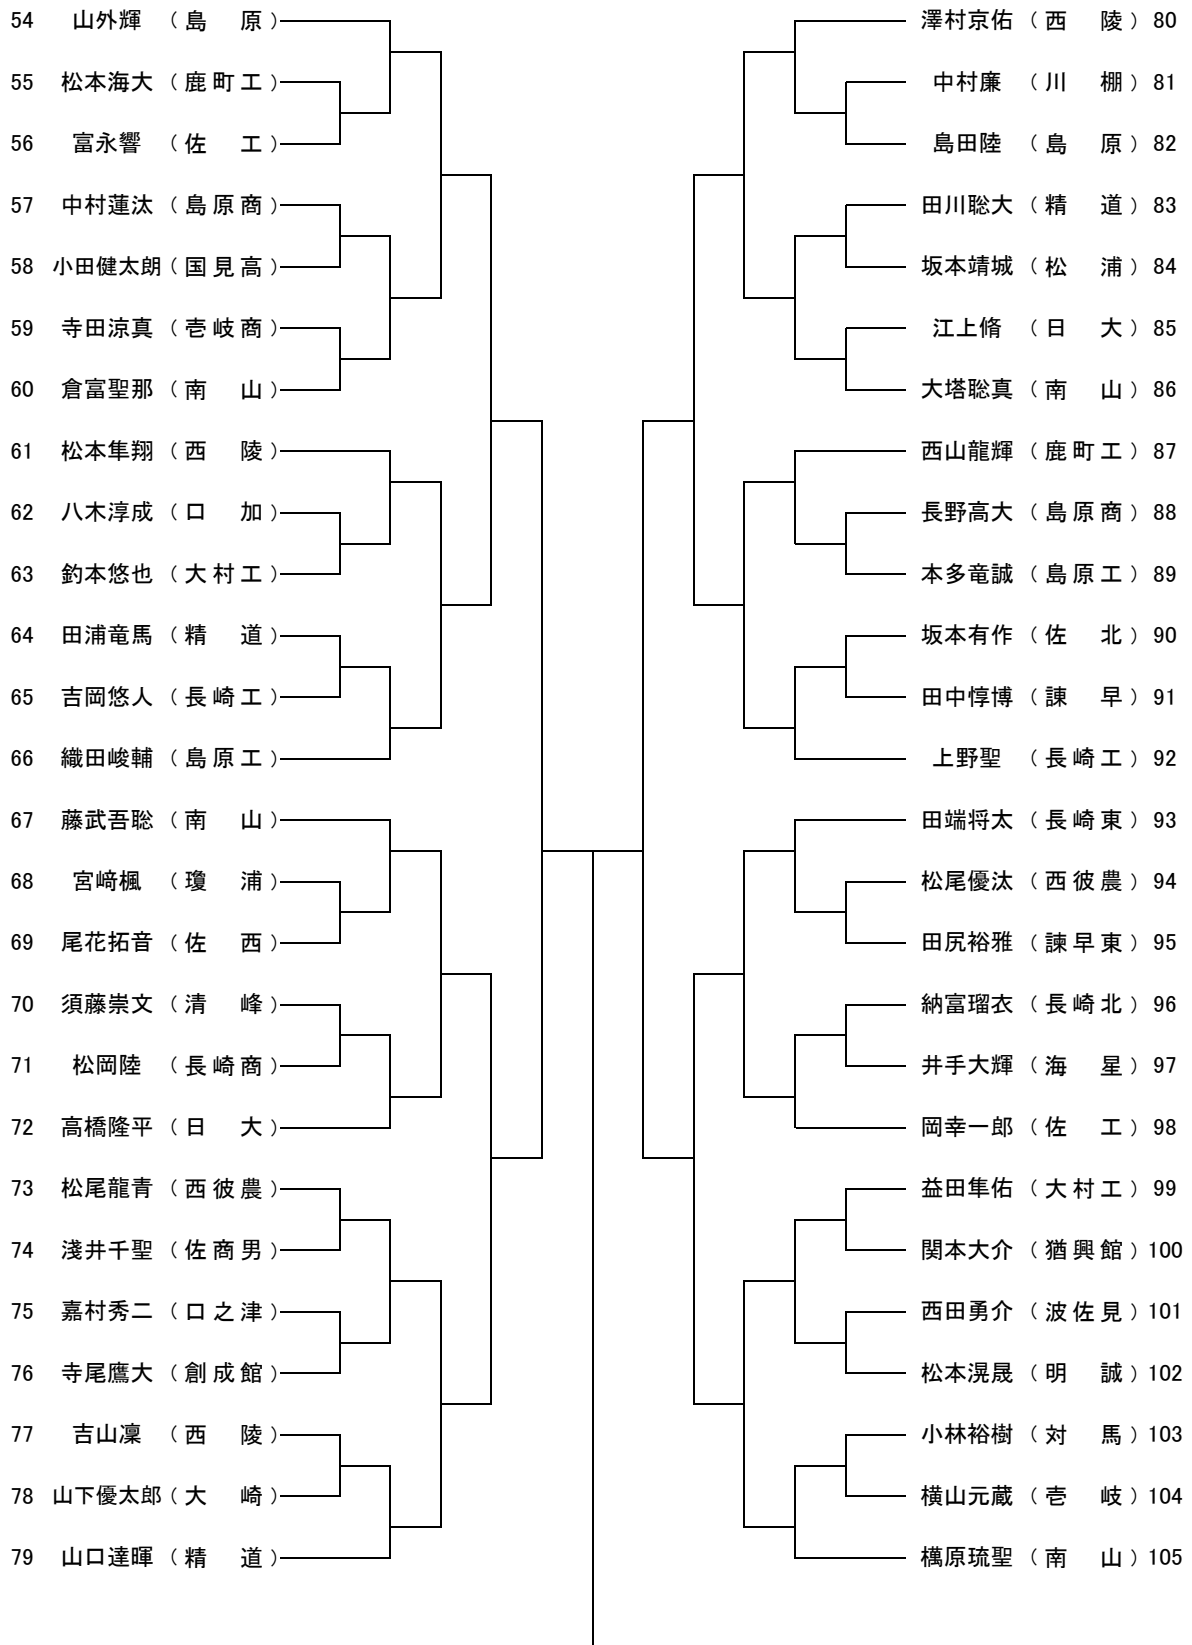 54 山外輝 （島 原）
55 松本海大（鹿町工）
56 富永響 （佐 工）
57 中村蓮汰（島原商）
58 小田健太朗（国見高）
59 寺田涼真（壱岐商）
60 倉富聖那（南 山）
61 松本隼翔（西 陵）
62 八木淳成（口 加）
63 釣本悠也（大村工）
64 田浦竜馬（精 道）
65 吉岡悠人（長崎工）
66 織田峻輔（島原工）
67 藤武吾聡（南 山）
68 宮﨑楓 （瓊 浦）
69 尾花拓音（佐 西）
70 須藤崇文（清 峰）
71 松岡陸 （長崎商）
72 高橋隆平（日 大）
73 松尾龍青（西彼農）
74 淺井千聖（佐商男）
75 嘉村秀二（口之津）
76 寺尾鷹大（創成館）
77 吉山凜 （西 陵）
78 山下優太郎（大 崎）
79 山口達暉（精 道）
澤村京佑（西 陵）80
中村廉 （川 棚）81
島田陸 （島 原）82
田川聡大（精 道）83
坂本靖城（松 浦）84
江上脩 （日 大）85
大塔聡真（南 山）86
西山龍輝（鹿町工）87
長野高大（島原商）88
本多竜誠（島原工）89
坂本有作（佐 北）90
田中惇博（諫 早）91
上野聖 （長崎工）92
田端将太（長崎東）93
松尾優汰（西彼農）94
田尻裕雅（諫早東）95
納富瑠衣（長崎北）96
井手大輝（海 星）97
岡幸一郎（佐 工）98
益田隼佑（大村工）99
関本大介（猶興館）100
西田勇介（波佐見）101
松本滉晟（明 誠）102
小林裕樹（対 馬）103
横山元蔵（壱 岐）104
槻原琉聖（南 山）105